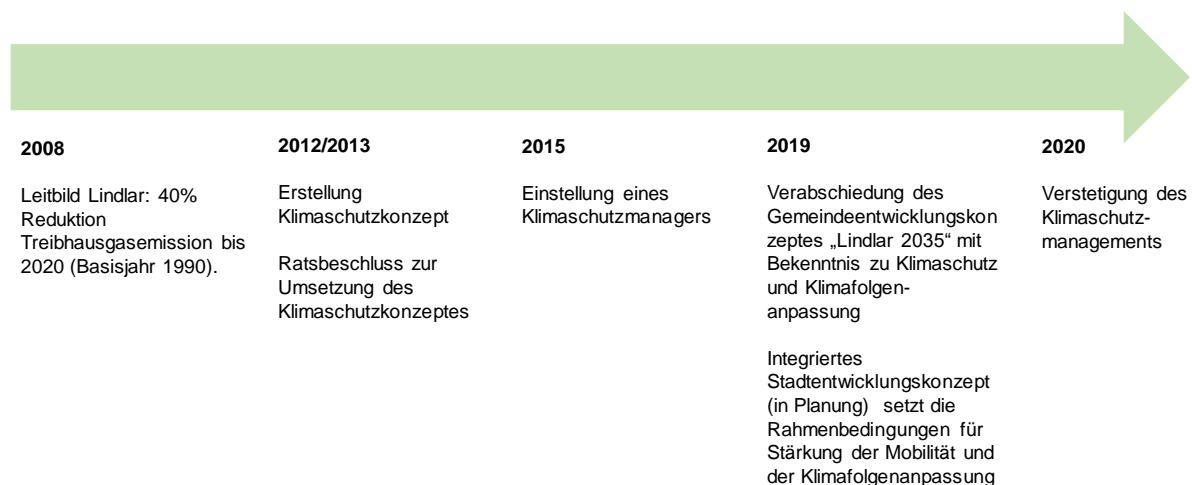 2008
Leitbild Lindlar: 40%
Reduktion
Treibhausgasemission bis
2020 (Basisjahr 1990).
2012/2013
Erstellung
Klimaschutzkonzept
Ratsbeschluss zur
Umsetzung des
Klimaschutzkonzeptes
2015
Einstellung eines
Klimaschutzmanagers
2019
Verabschiedung des
Gemeindeentwicklungskon
zeptes „Lindlar 2035“ mit
Bekenntnis zu Klimaschutz
und Klimafolgen-
anpassung
Integriertes
Stadtentwicklungskonzept
(in Planung) setzt die
Rahmenbedingungen für
Stärkung der Mobilität und
der Klimafolgenanpassung
2020
Verstetigung des
Klimaschutz-
managements